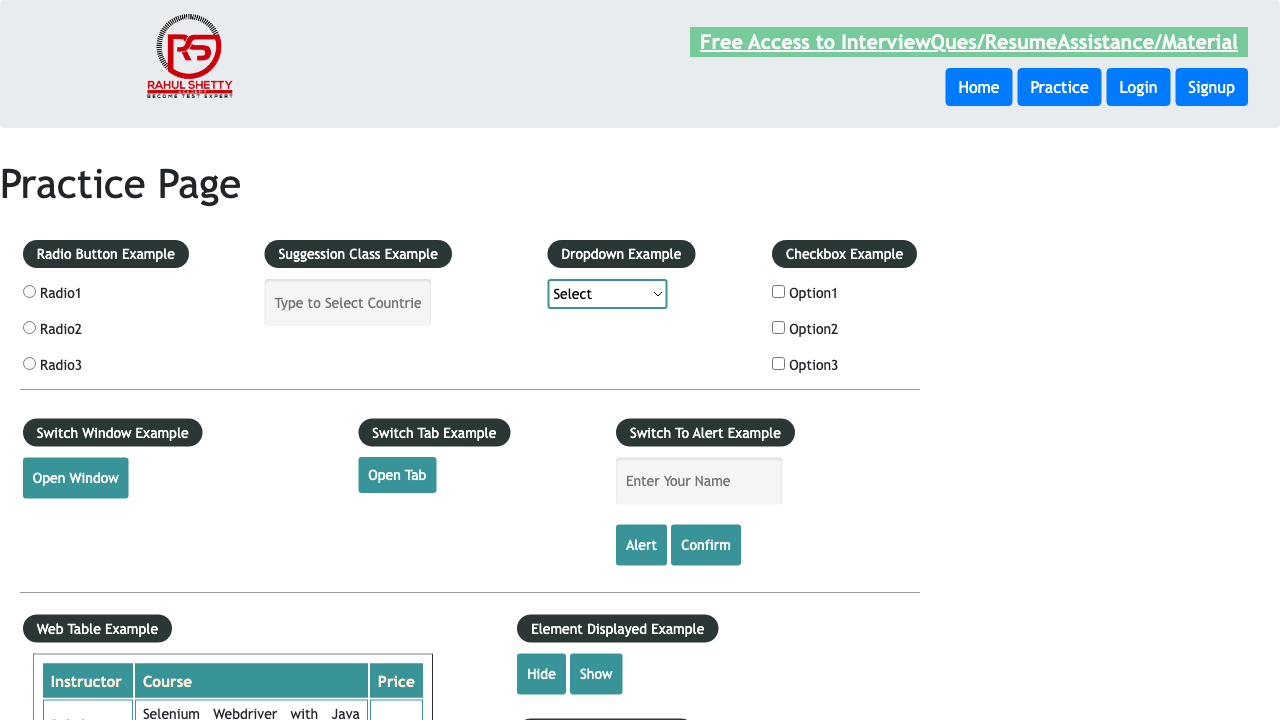 RAHUL SHETTY
ACADEMY
BECOME TEST EXPERT
Free Access to InterviewQues/ResumeAssistance/Material
Home Practice Login Signup
Practice Page
Radio Button Example
Radio1
Radio2
Radio3
Suggession Class Example
Type to Select Countrie
Dropdown Example
Select
Checkbox Example
Option1
Option2
Option3
Switch Window Example
Open Window
Switch Tab Example
Open Tab
Switch To Alert Example
Enter Your Name
Alert Confirm
Web Table Example
Instructor Course Price
Selenium Webdriver with Java
Element Displayed Example
Hide Show